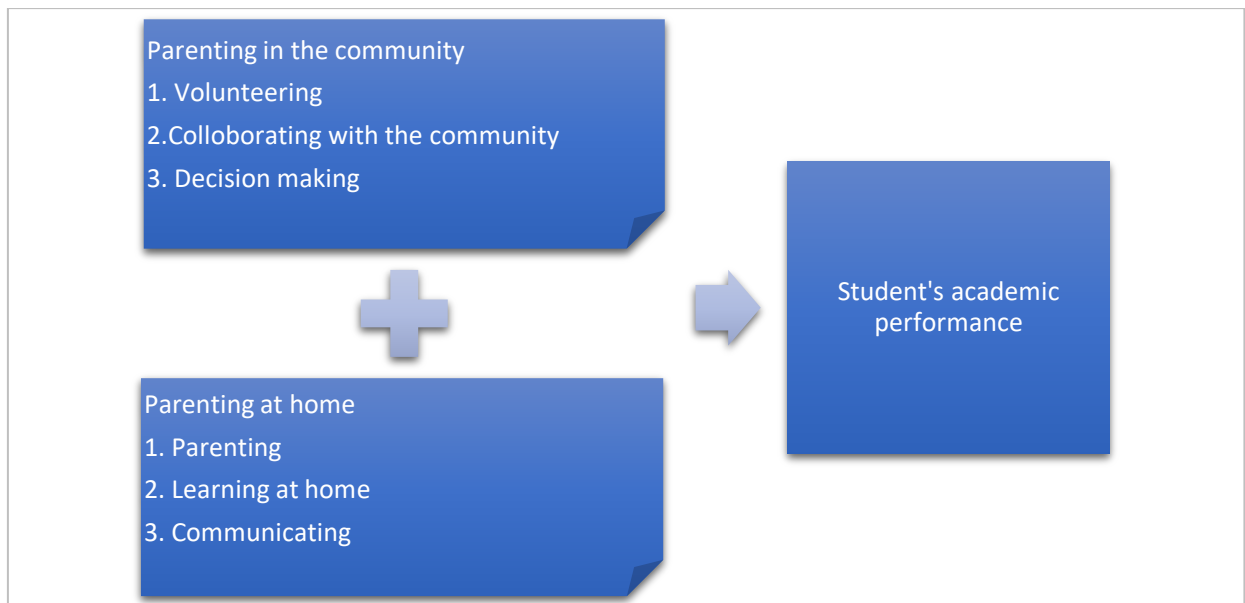 Parenting in the community
1. Volunteering
2.Colloborating with the community
3. Decision making
Parenting at home
1. Parenting
2. Learning at home
3. Communicating
Student's academic
performance